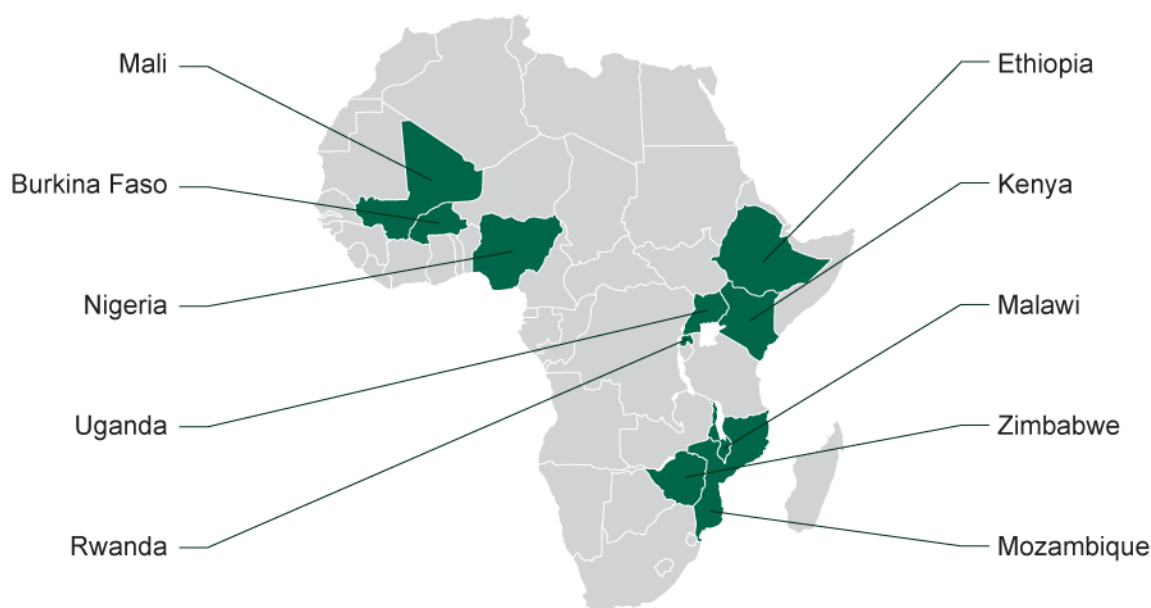 Mali
Burkina Faso
Nigeria
Uganda
Rwanda
Ethiopia
Kenya
Malawi
Zimbabwe
Mozambique